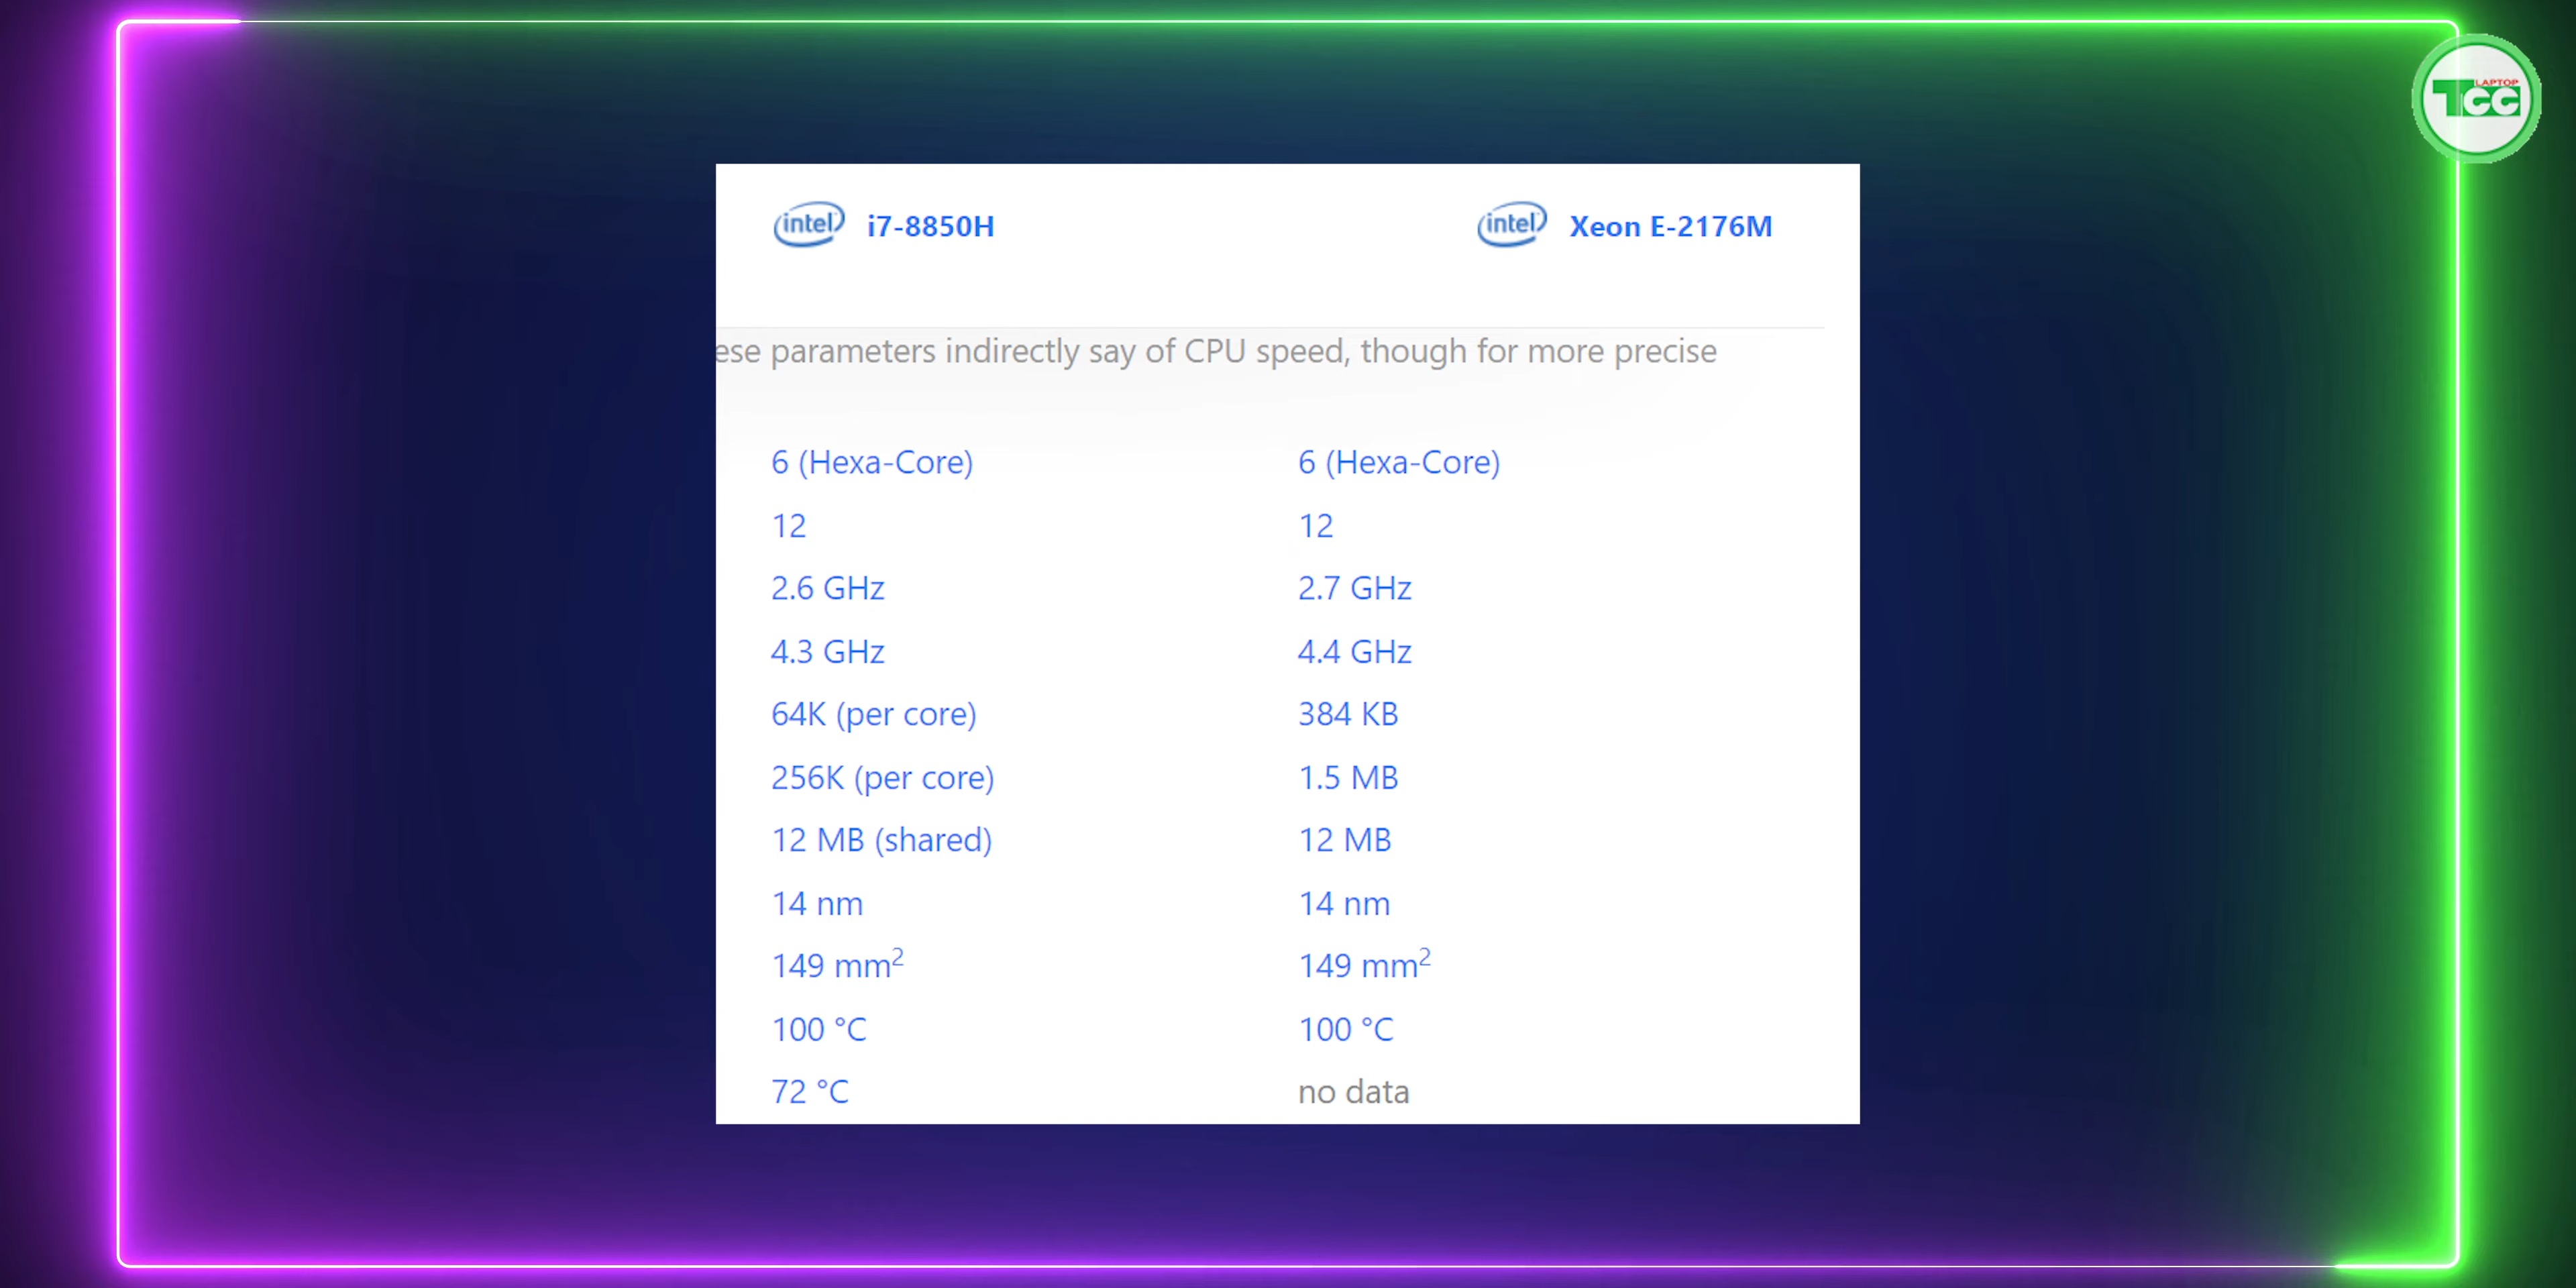 LAPTOP
TCC
intel i7-8850H intel Xeon E-2176M
ese parameters indirectly say of CPU speed, though for more precise
6 (Hexa-Core) 6 (Hexa-Core)
12 12
2.6 GHz 2.7 GHz
4.3 GHz 4.4 GHz
64K (per core) 384 KB
256K (per core) 1.5 MB
12 MB (shared) 12 MB
14 nm 14 nm
149 mm² 149 mm²
100 °C 100 °C
72 °C no data